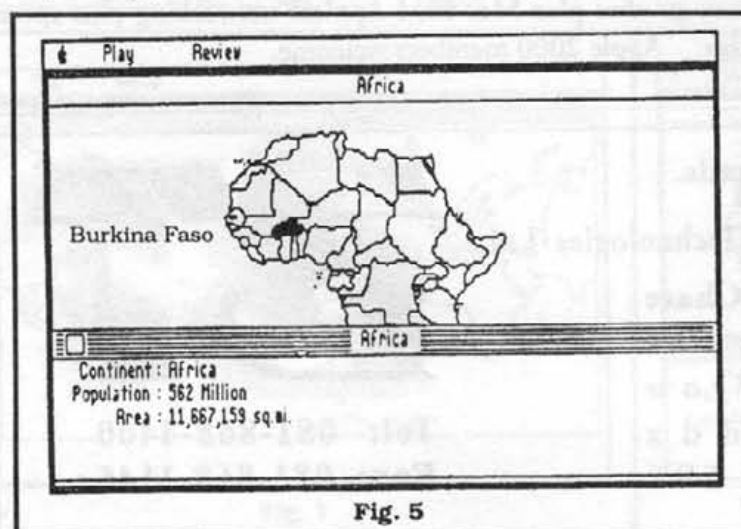 Play Review
Africa
Burkina Faso
Africa
Continent : Africa
Population : 562 Million
Area : 11,667,159 sq.mi.
Fig. 5